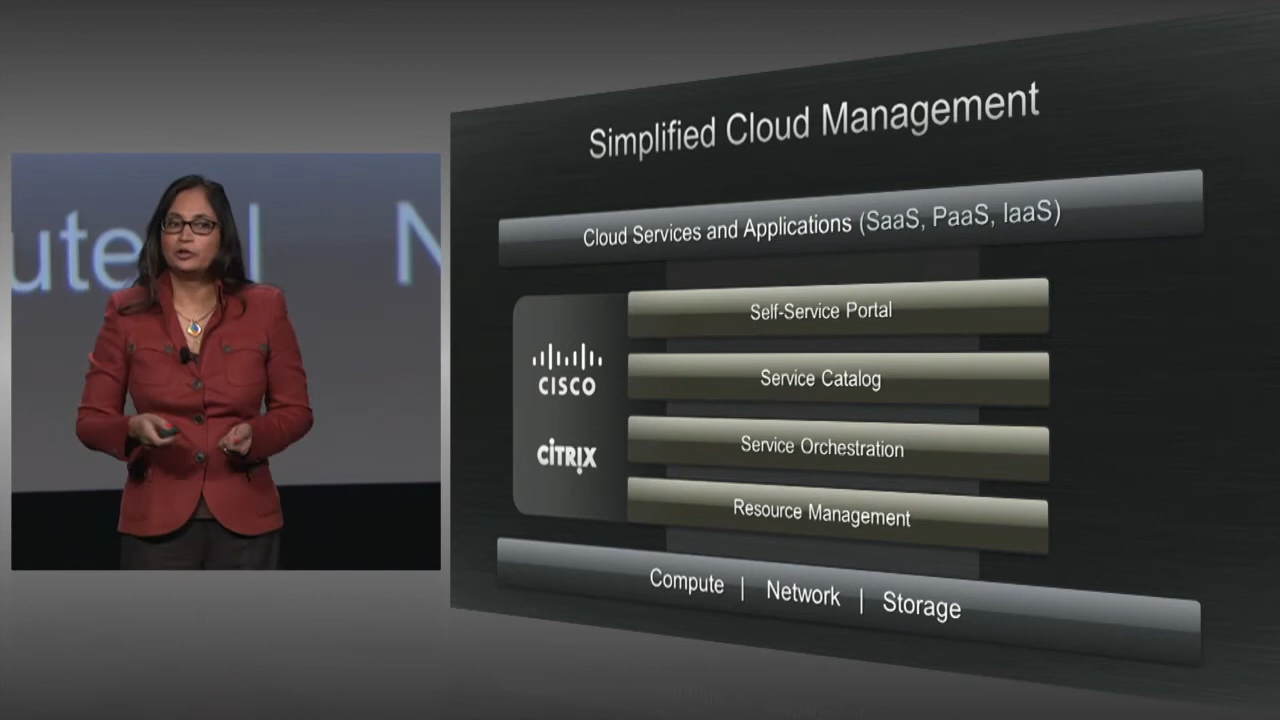 ute
N
Simplified Cloud Management
Cloud Services and Applications (SaaS, PaaS, IaaS)
Self-Service Portal
Service Catalog
CISCO
Service Orchestration
CITRIX
Resource Management
Compute | Network | Storage